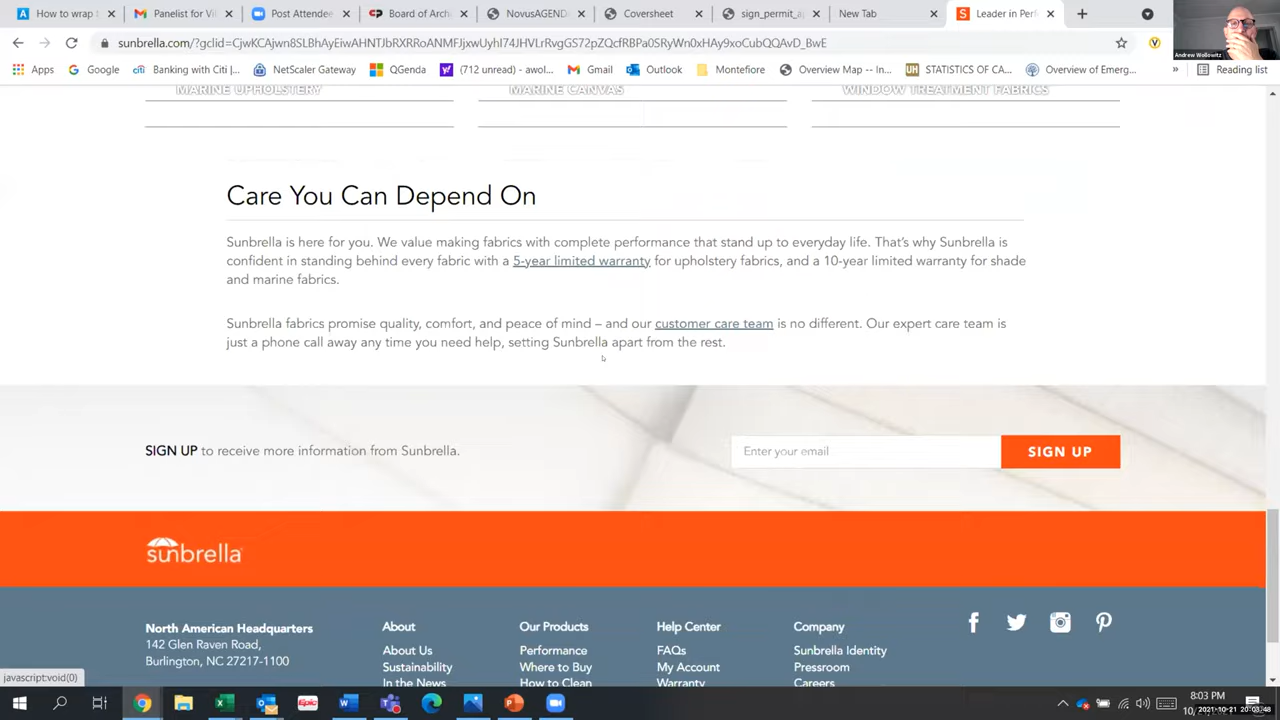 How to wrap t
Panelist for Vil
Post Attendee
Board of Arch
NovusAGEND
Coversheet
sign_permit_a
New Tab
Leader in Perf
sunbrella.com/?gclid=CjwKCAjwn8SLBhAyEiwAHNTJbRXRRoANMFJjxwUyhl74JHVLrRvgGS72pZQcfRBPa0SRyWn0xHAy9xoCubQQAvD_BwE
Andrew Wollowitz
Apps
Google
Banking with Citi |...
NetScaler Gateway
QGenda
(712 unread)
Gmail
Outlook
Montefior
Overview Map -- In...
OF CA...
Overview of Emerg...
»
Reading list
MARINE UPHOLSTERY
MARINE CANVAS
WINDOW TREATMENT FABRICS
Care You Can Depend On
Sunbrella is here for you. We value making fabrics with complete performance that stand up to everyday life. That's why Sunbrella is
confident in standing behind every fabric with a 5-year limited warranty for upholstery fabrics, and a 10-year limited warranty for shade
and marine fabrics.
Sunbrella fabrics promise quality, comfort, and peace of mind – and our customer care team is no different. Our expert care team is
just a phone call away any time you need help, setting Sunbrella apart from the rest.
SIGN UP to receive more information from Sunbrella.
Enter your email
SIGN UP
sunbrella
North American Headquarters
142 Glen Raven Road,
Burlington, NC 27217-1100
About
About Us
Sustainability
In the News
Our Products
Performance
Where to Buy
How to Clean
Help Center
FAQs
My Account
Warranty
Company
Sunbrella Identity
Pressroom
Careers
javascript:void(0)
Epic
8:03 PM
2021-10-21 20:03:48